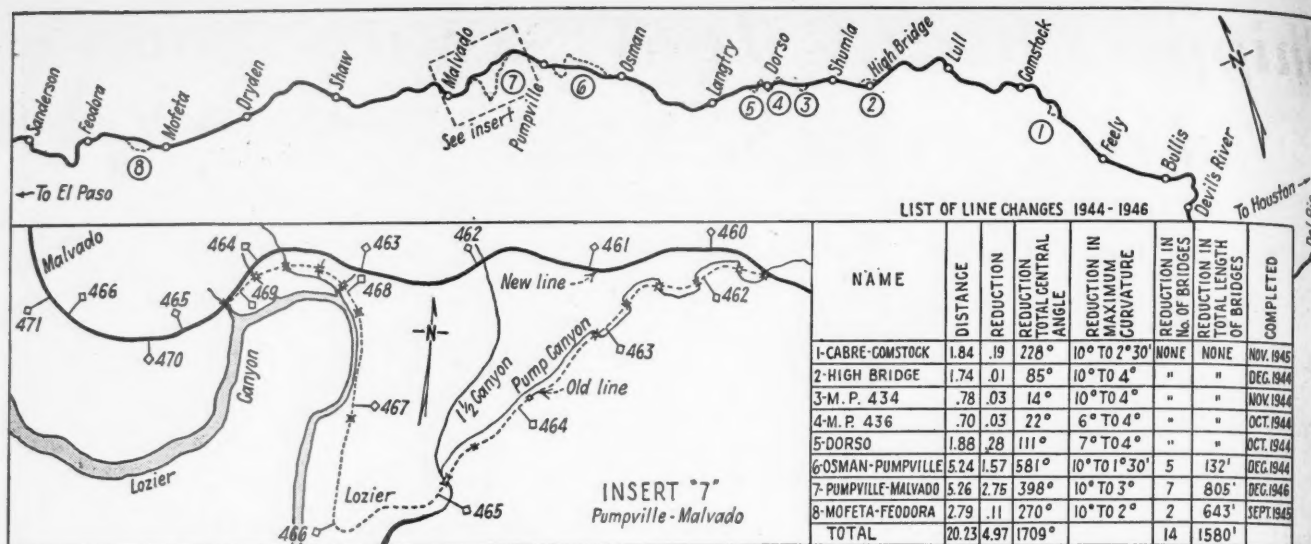 Sanderson
Feodora
Mofeta
Dryden
Shaw
Malvado
Pumpville
Osman
Langtry
Dorso
Shumla
High Bridge
Lull
Comstock
Feely
Bullis
Devil's River
8
7
6
5
4
3
2
1
See insert
N
←To El Paso
To Houston→
LIST OF LINE CHANGES 1944-1946
NAME DISTANCE REDUCTION REDUCTION TOTAL CENTRAL ANGLE REDUCTION IN MAXIMUM CURVATURE REDUCTION IN No. OF BRIDGES REDUCTION IN TOTAL LENGTH OF BRIDGES COMPLETED
1-CABRE-COMSTOCK 1.84 .19 228° 10° TO 2°30' NONE NONE NOV. 1945
2-HIGH BRIDGE 1.74 .01 85° 10° TO 4° " " DEC. 1944
3-M.P. 434 .78 .03 14° 10° TO 4° " " NOV. 1944
4-M.P. 436 .70 .03 22° 6° TO 4° " " OCT. 1944
5-DORSO 1.88 .28 111° 7° TO 4° " " OCT. 1944
6-OSMAN-PUMPVILLE 5.24 1.57 581° 10° TO 1°30' 5 132' DEC. 1944
7-PUMPVILLE-MALVADO 5.26 2.75 398° 10° TO 3° 7 805' DEC. 1946
8-MOFETA-FEODORA 2.79 .11 270° 10° TO 2° 2 643' SEPT. 1945
TOTAL 20.23 4.97 1709° 14 1580'
Malvado
471
466
465
470
464
469
463
468
462
461
460
New line
462
463
Pump Canyon
Old line
464
1½ Canyon
N
467
Canyon
Lozier
Lozier
466
465
INSERT "7"
Pumpville - Malvado